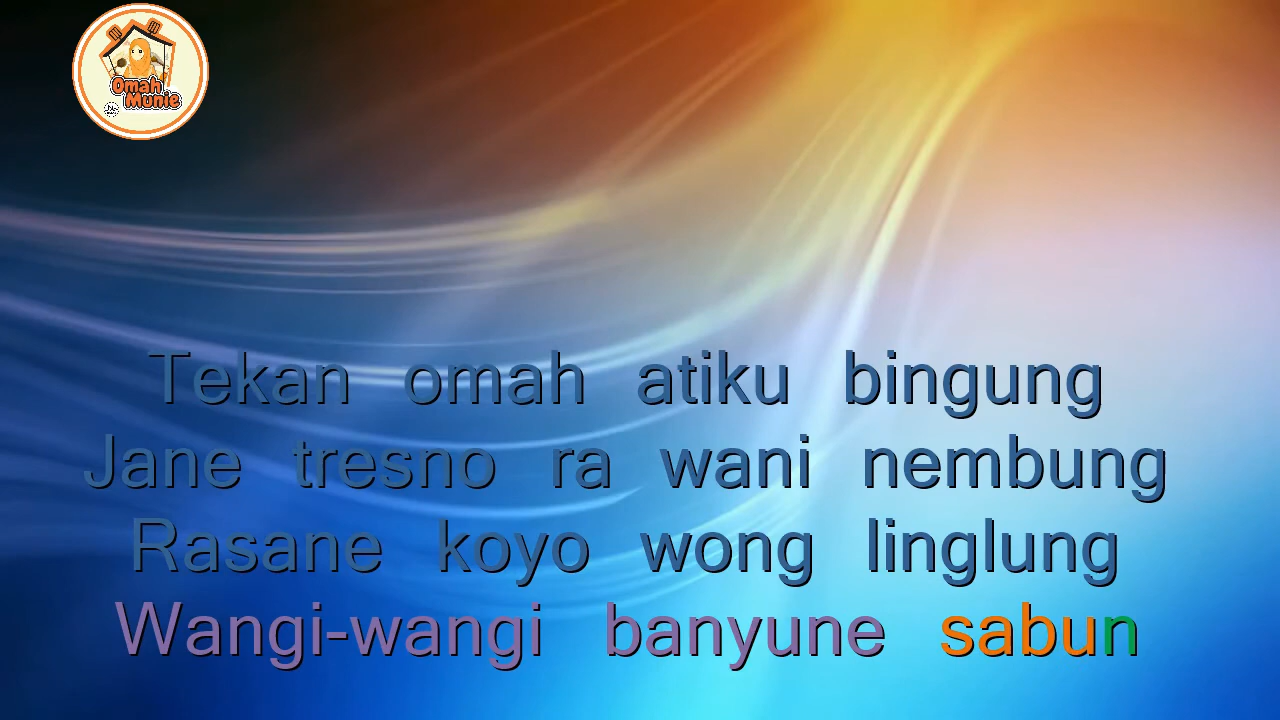 Omah
Munie
Tekan omah atiku bingung
Jane tresno ra wani nembung
Rasane koyo wong linglung
Wangi-wangi banyune sabun